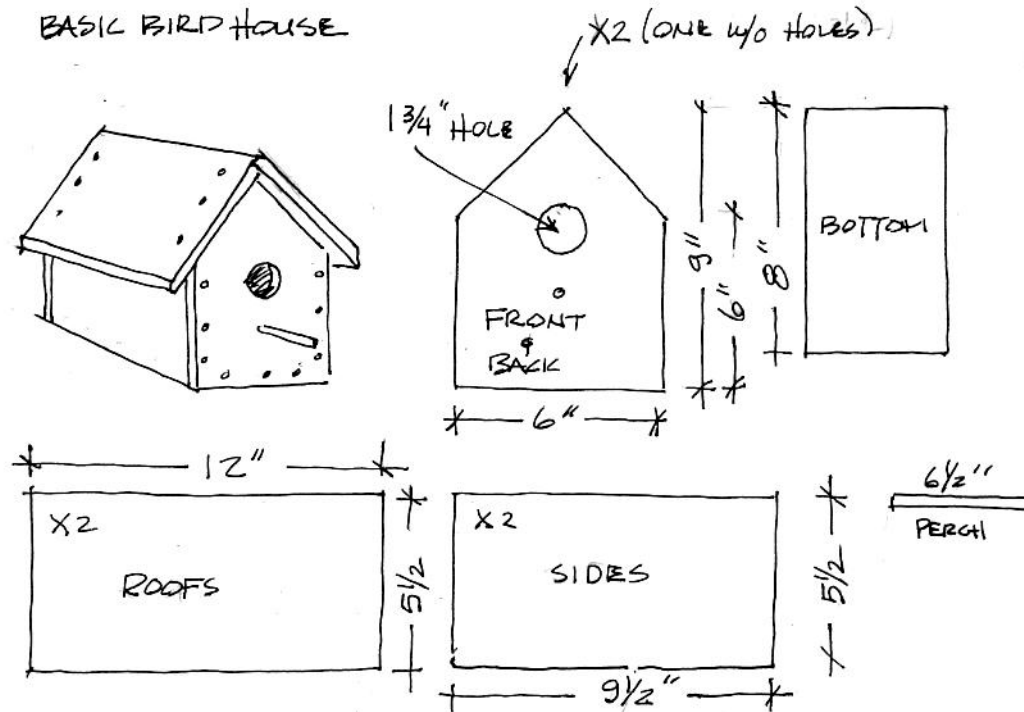 BASIC BIRD HOUSE
X2 (ONE W/O HOLES)
1 3/4" HOLE
FRONT
&
BACK
9"
6"
6"
8"
BOTTOM
12"
X2
ROOFS
5 1/2
X2
SIDES
5 1/2
9 1/2"
6 1/2"
PERCH